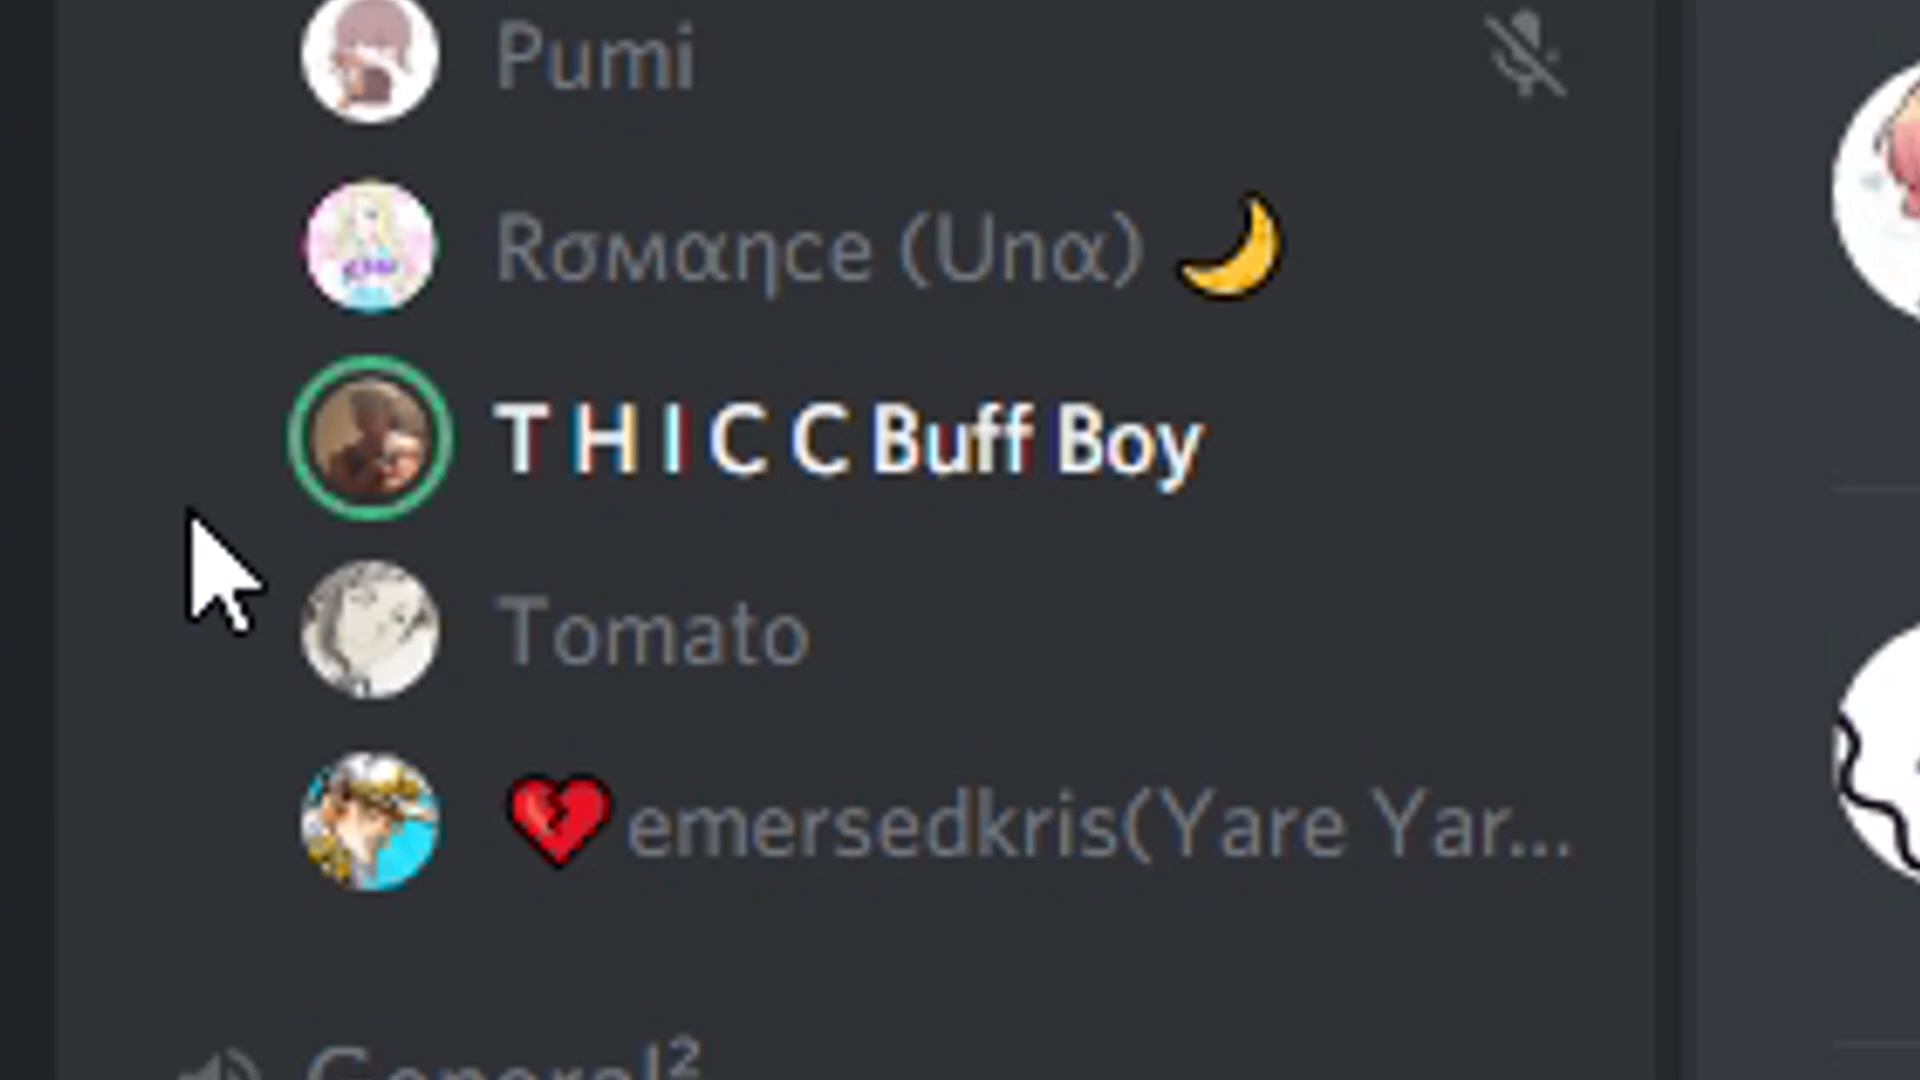 Pumi
Rσмαηce (Unα) 🌙
T H I C C Buff Boy
Tomato
💔emersedkris(Yare Yar...
General²